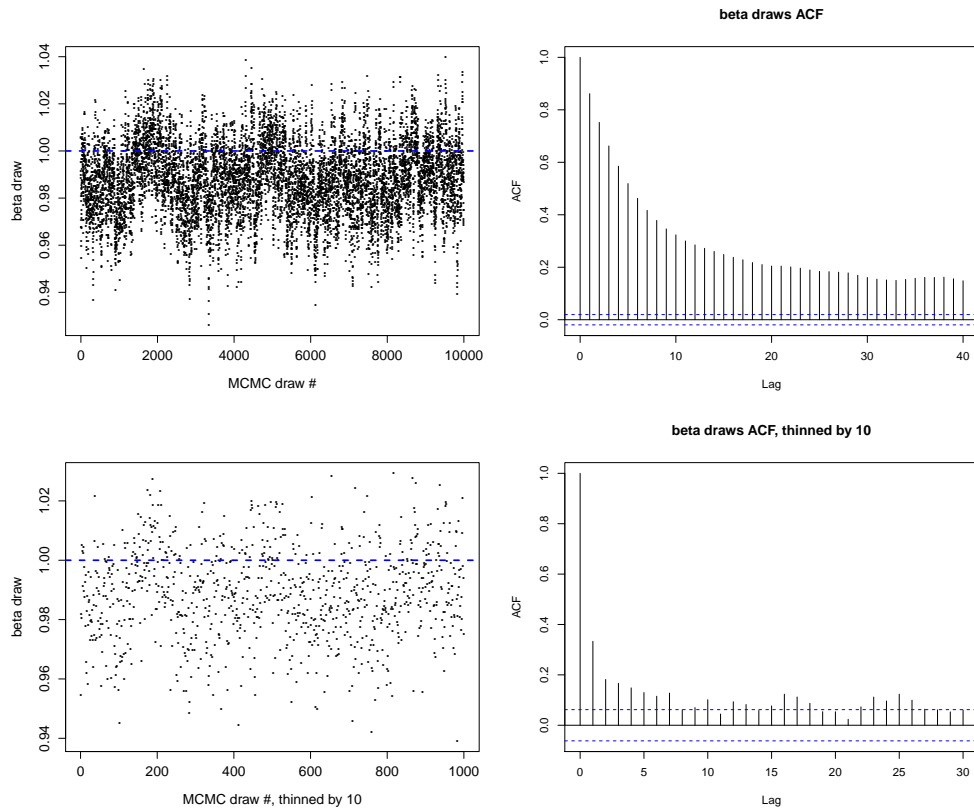 beta draws ACF
1.04
1.02
1.00
0.98
0.96
0.94
beta draw
0 2000 4000 6000 8000 10000
MCMC draw #
1.0
0.8
0.6
0.4
0.2
0.0
ACF
0 10 20 30 40
Lag
beta draws ACF, thinned by 10
1.02
1.00
0.98
0.96
0.94
beta draw
0 200 400 600 800 1000
MCMC draw #, thinned by 10
1.0
0.8
0.6
0.4
0.2
0.0
ACF
0 5 10 15 20 25 30
Lag